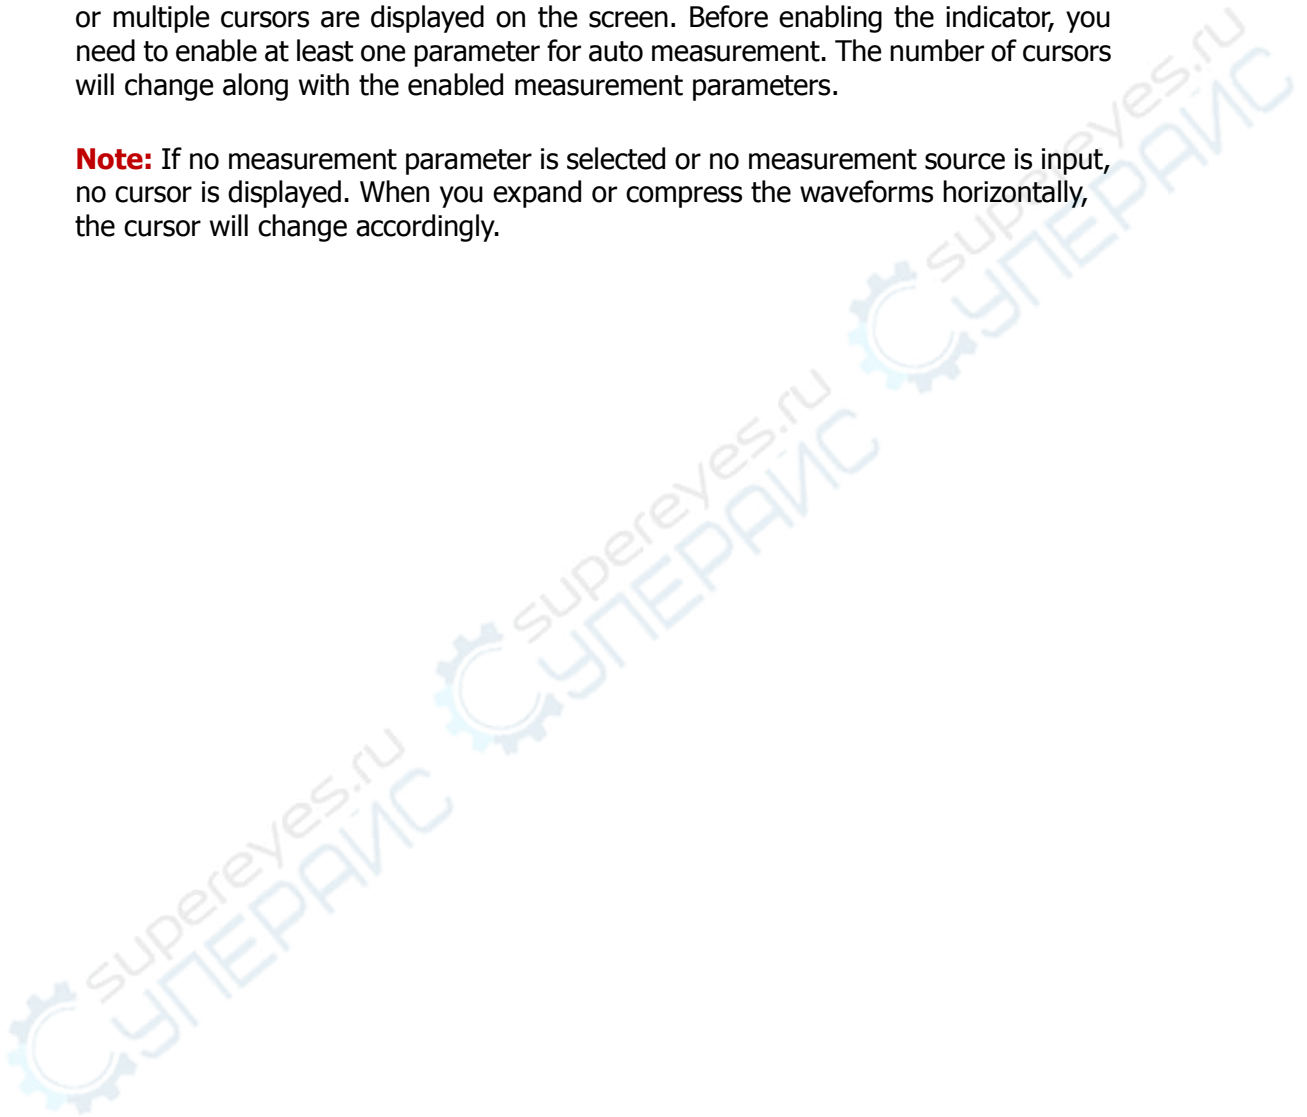 or multiple cursors are displayed on the screen. Before enabling the indicator, you
need to enable at least one parameter for auto measurement. The number of cursors
will change along with the enabled measurement parameters.
Note: If no measurement parameter is selected or no measurement source is input,
no cursor is displayed. When you expand or compress the waveforms horizontally,
the cursor will change accordingly.
supereyes.ru
СУПЕРАЙС
supereyes.ru
СУПЕРАЙС
supereyes.ru
СУПЕРАЙС